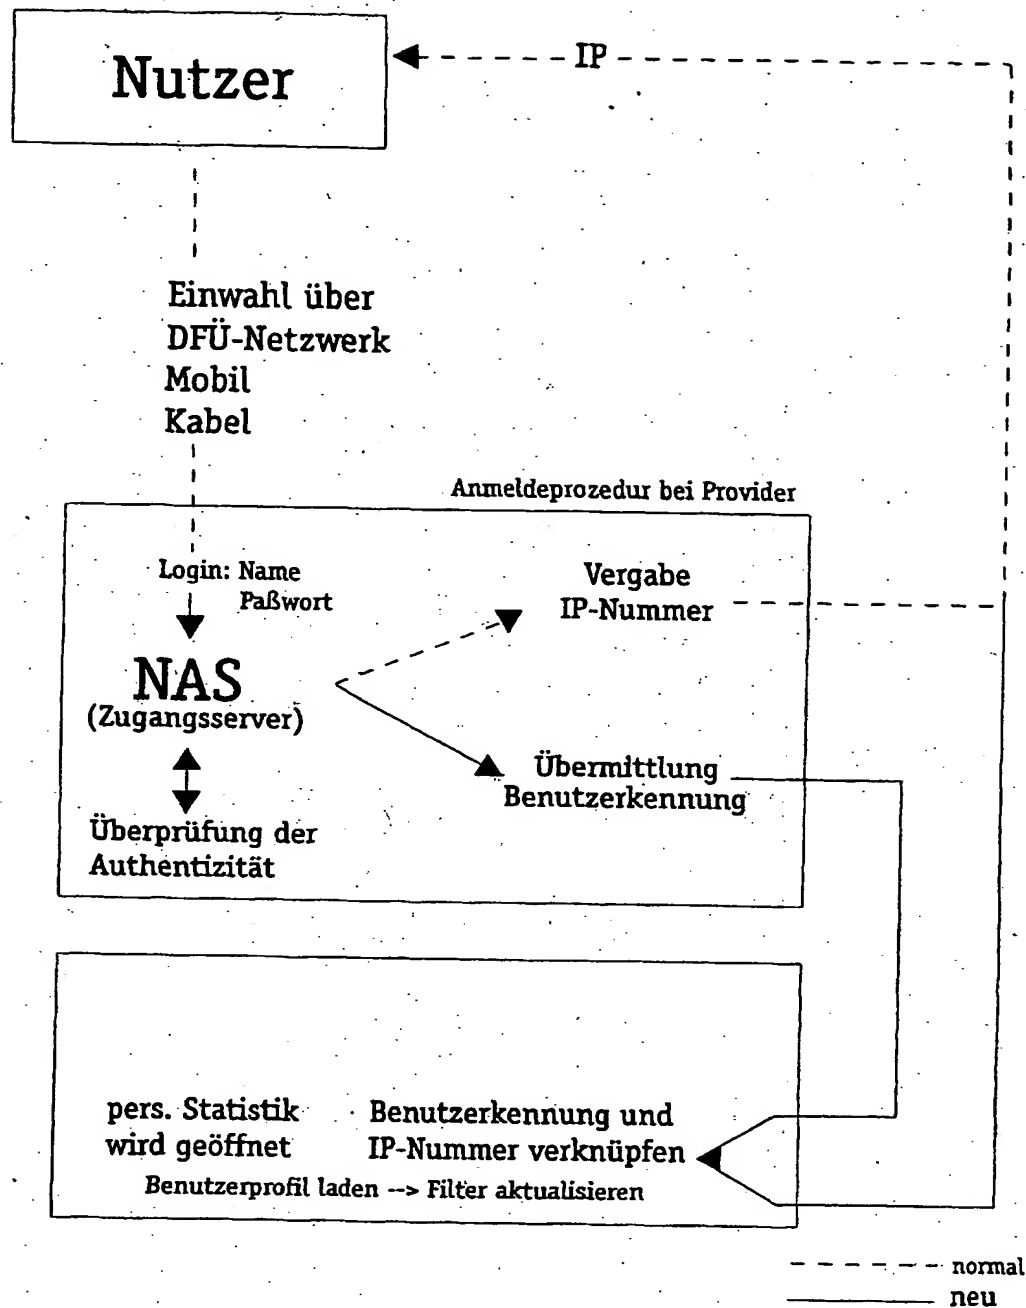 Nutzer
IP
Einwahl über
DFÜ-Netzwerk
Mobil
Kabel
Anmeldeprozedur bei Provider
Login: Name
Paßwort
Vergabe
IP-Nummer
NAS
(Zugangsserver)
Übermittlung
Benutzerkennung
Überprüfung der
Authentizität
pers. Statistik
wird geöffnet
Benutzerkennung und
IP-Nummer verknüpfen
Benutzerprofil laden --> Filter aktualisieren
normal
neu